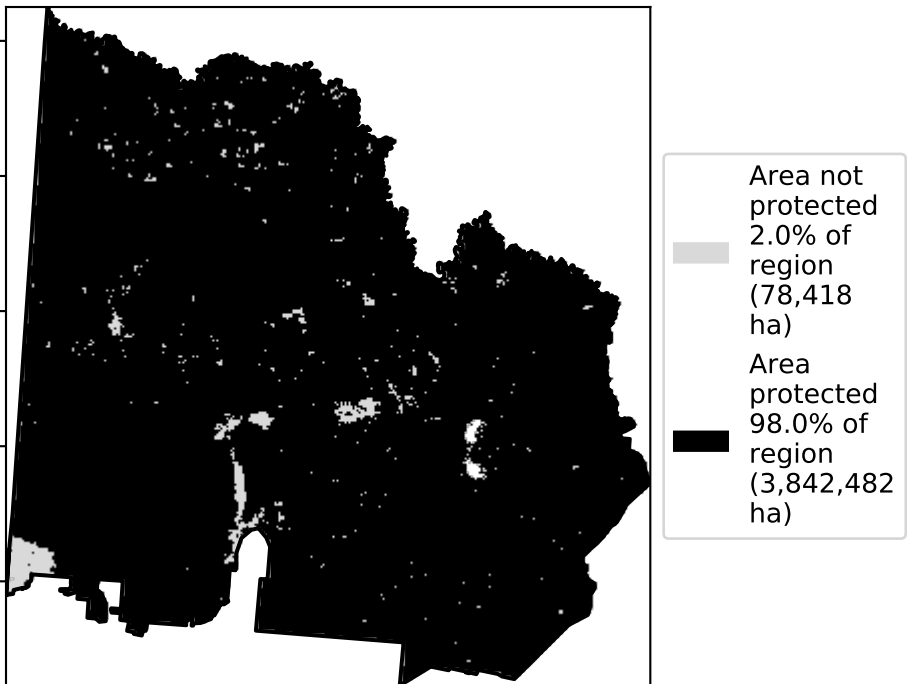 Area not
protected
2.0% of
region
(78,418
ha)
Area
protected
98.0% of
region
(3,842,482
ha)